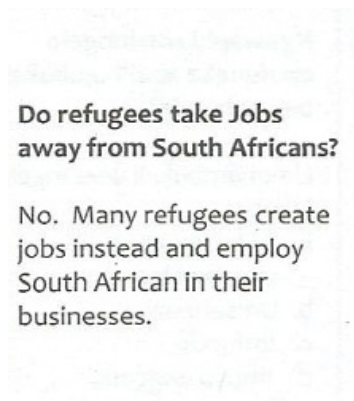 Do refugees take Jobs
away from South Africans?
No. Many refugees create
jobs instead and employ
South African in their
businesses.